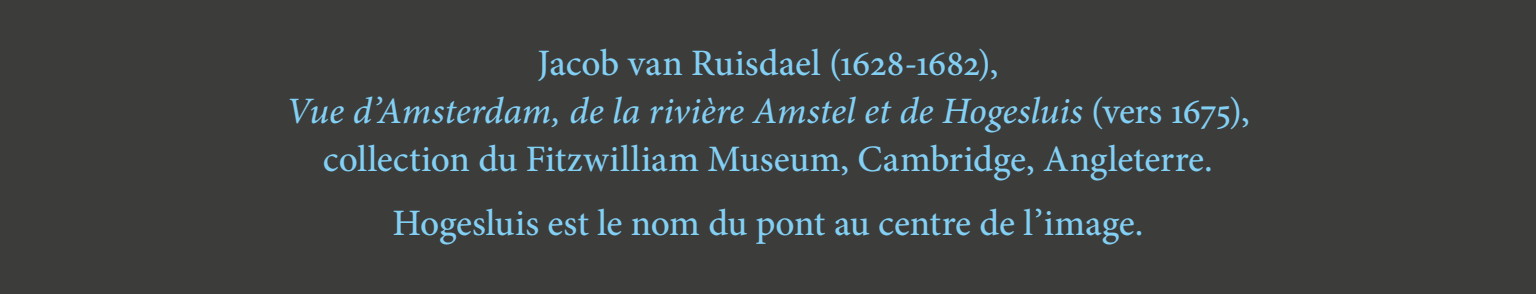 Jacob van Ruisdael (1628-1682),
Vue d’Amsterdam, de la rivière Amstel et de Hogesluis (vers 1675),
collection du Fitzwilliam Museum, Cambridge, Angleterre.
Hogesluis est le nom du pont au centre de l’image.